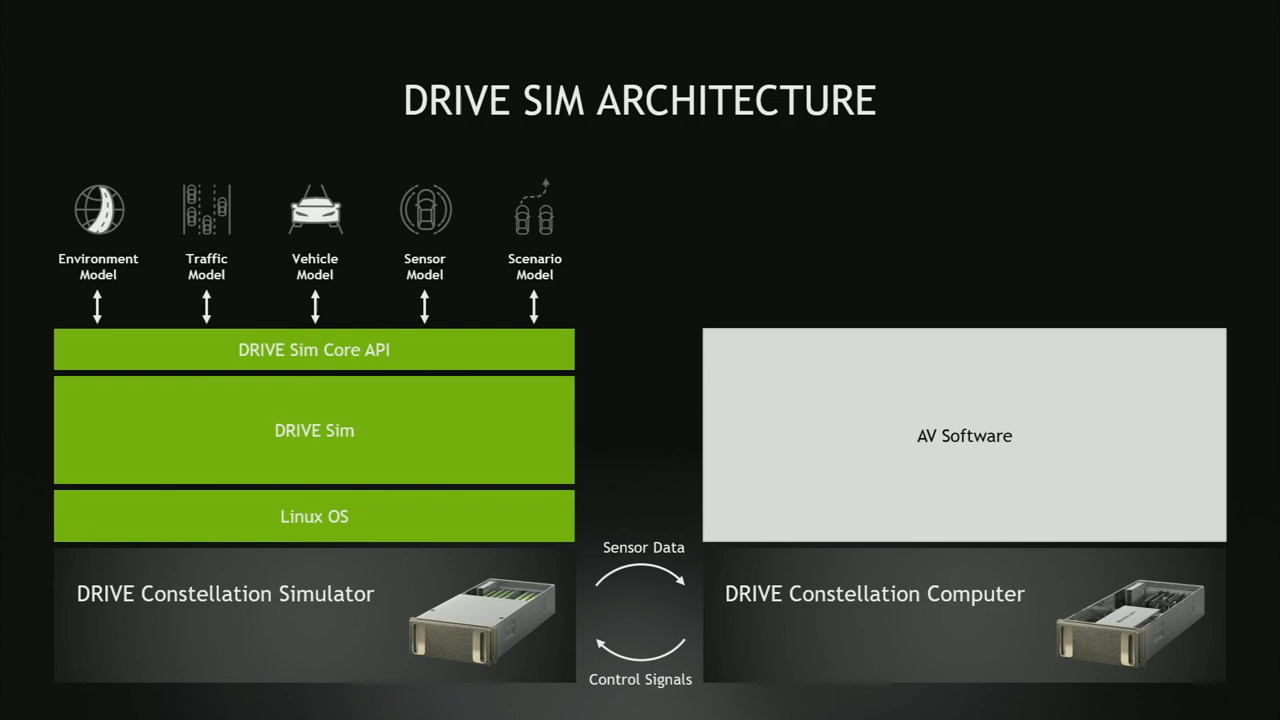 DRIVE SIM ARCHITECTURE
Environment
Model
Traffic
Model
Vehicle
Model
Sensor
Model
Scenario
Model
DRIVE Sim Core API
DRIVE Sim
Linux OS
AV Software
Sensor Data
DRIVE Constellation Simulator
DRIVE Constellation Computer
Control Signals